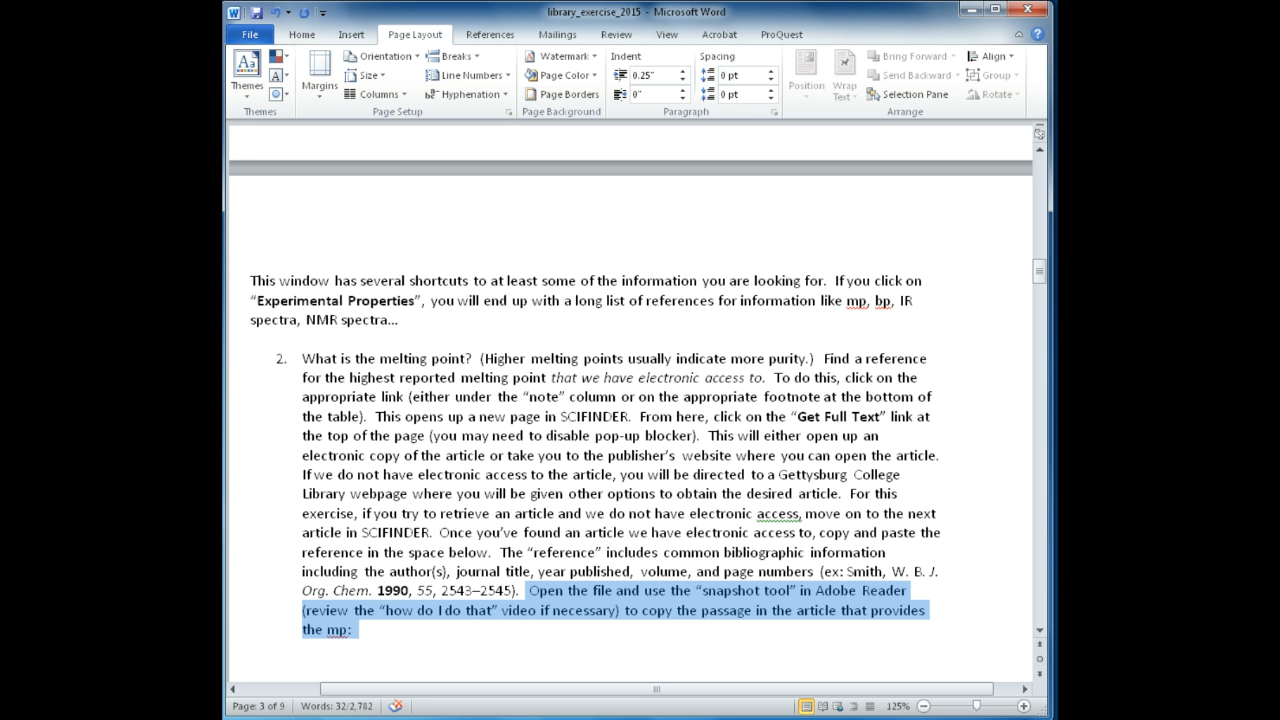 library_exercise_2015 - Microsoft Word
File Home Insert Page Layout References Mailings Review View Acrobat ProQuest
Orientation Breaks Watermark Indent Spacing Bring Forward Align
Themes Margins Size Line Numbers Page Color 0.25" 0 pt Position Wrap Text Send Backward Group
Columns Hyphenation Page Borders 0" 0 pt Selection Pane Rotate
Themes Page Setup Page Background Paragraph Arrange
This window has several shortcuts to at least some of the information you are looking for. If you click on
“Experimental Properties”, you will end up with a long list of references for information like mp, bp, IR
spectra, NMR spectra...
2. What is the melting point? (Higher melting points usually indicate more purity.) Find a reference
for the highest reported melting point that we have electronic access to. To do this, click on the
appropriate link (either under the “note” column or on the appropriate footnote at the bottom of
the table). This opens up a new page in SCIFINDER. From here, click on the “Get Full Text” link at
the top of the page (you may need to disable pop-up blocker). This will either open up an
electronic copy of the article or take you to the publisher’s website where you can open the article.
If we do not have electronic access to the article, you will be directed to a Gettysburg College
Library webpage where you will be given other options to obtain the desired article. For this
exercise, if you try to retrieve an article and we do not have electronic access, move on to the next
article in SCIFINDER. Once you’ve found an article we have electronic access to, copy and paste the
reference in the space below. The “reference” includes common bibliographic information
including the author(s), journal title, year published, volume, and page numbers (ex: Smith, W. B. J.
Org. Chem. 1990, 55, 2543–2545). Open the file and use the “snapshot tool” in Adobe Reader
(review the “how do I do that” video if necessary) to copy the passage in the article that provides
the mp:
Page: 3 of 9 Words: 32/2,782 125%